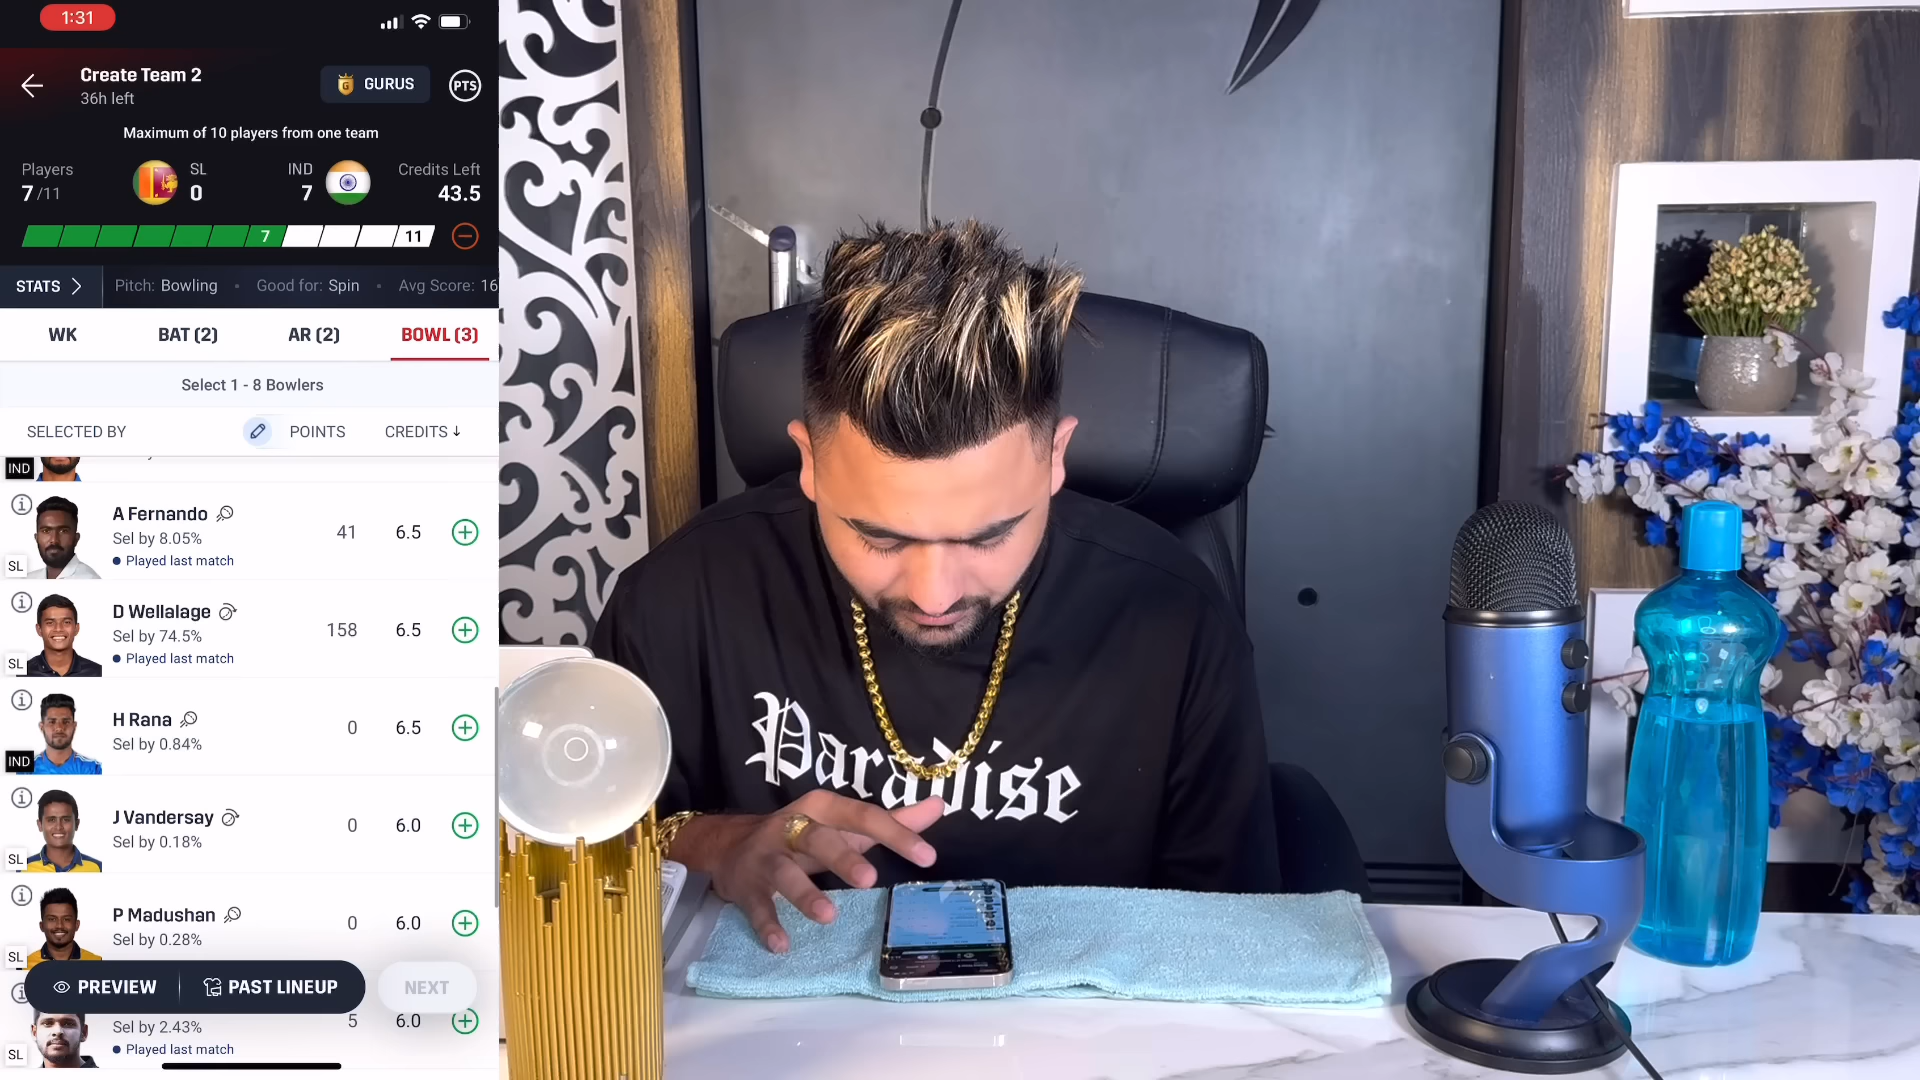 1:31
Create Team 2
36h left
GURUS
PTS
Maximum of 10 players from one team
Players
7/11
SL
0
IND
7
Credits Left
43.5
7
11
STATS
Pitch: Bowling • Good for: Spin • Avg Score: 16
WK
BAT (2)
AR (2)
BOWL (3)
Select 1 - 8 Bowlers
SELECTED BY
POINTS
CREDITS
IND
A Fernando
Sel by 8.05%
Played last match
41
6.5
SL
D Wellalage
Sel by 74.5%
Played last match
158
6.5
SL
H Rana
Sel by 0.84%
0
6.5
IND
J Vandersay
Sel by 0.18%
0
6.0
SL
P Madushan
Sel by 0.28%
0
6.0
SL
PREVIEW
PAST LINEUP
NEXT
Sel by 2.43%
Played last match
5
6.0
SL
Paradise